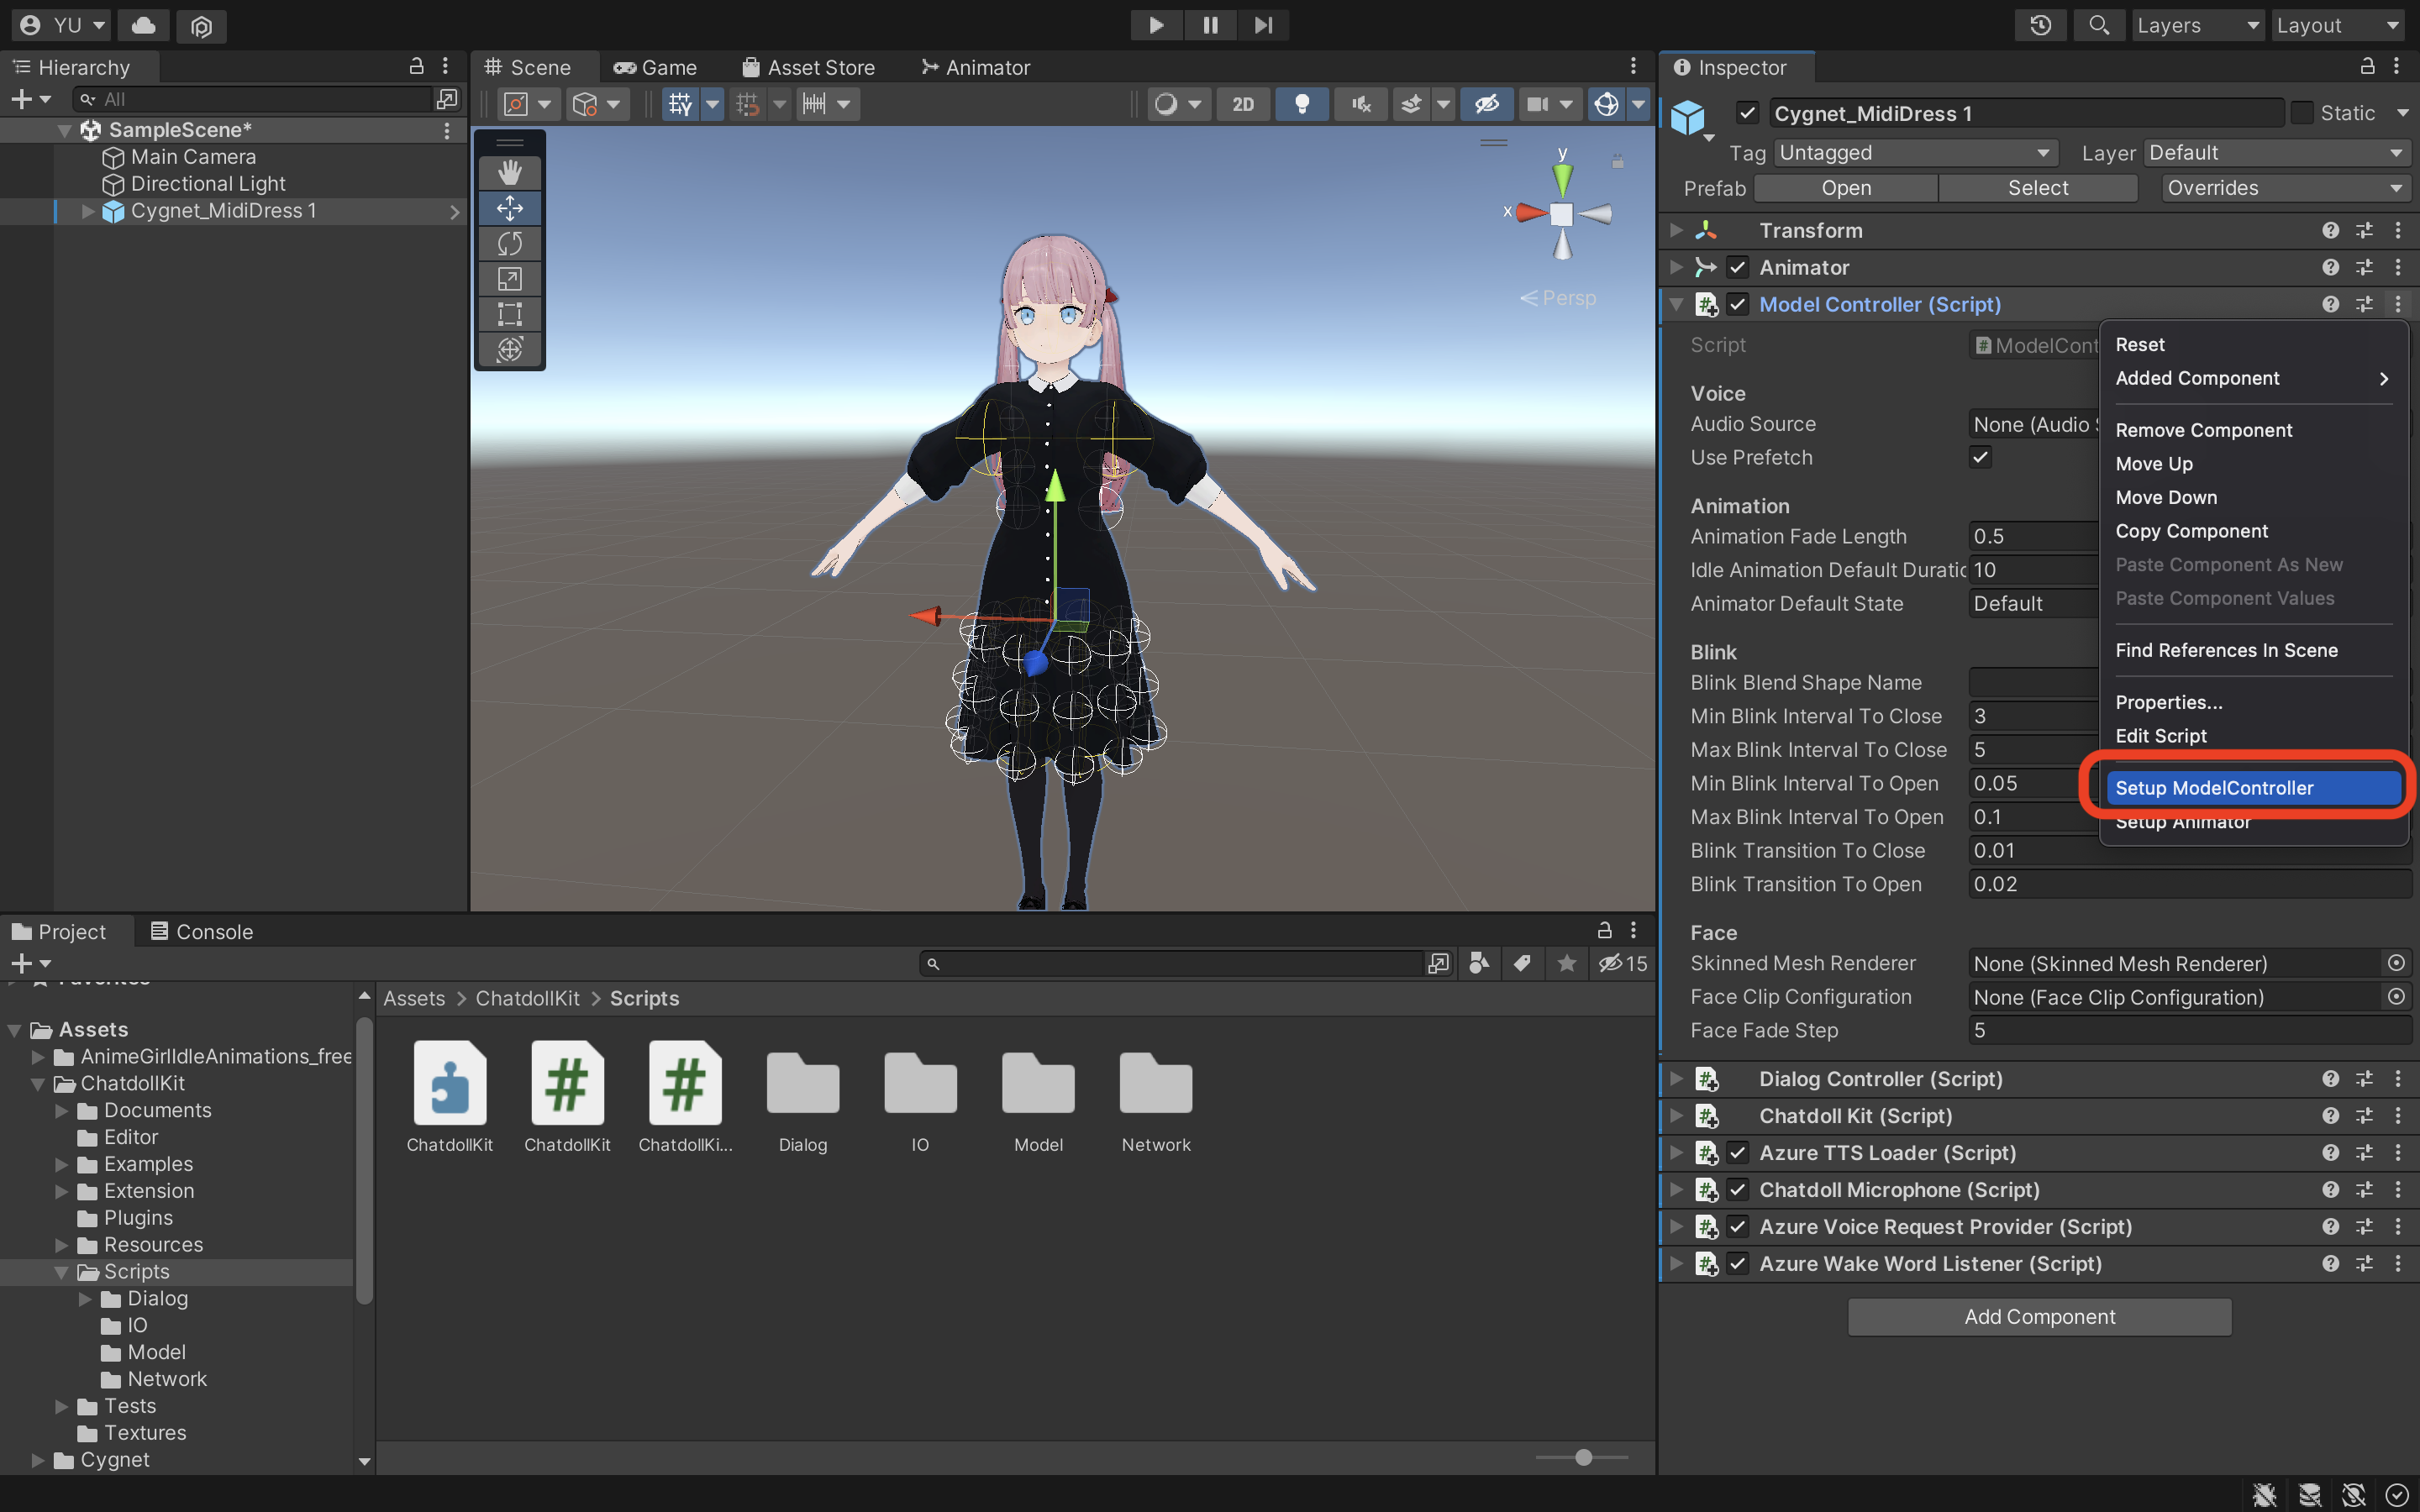 YU
Layers
Layout
Hierarchy
All
SampleScene*
Main Camera
Directional Light
Cygnet_MidiDress 1
Scene
Game
Asset Store
Animator
2D
y
x
Persp
Inspector
Cygnet_MidiDress 1
Static
Tag
Untagged
Layer
Default
Prefab
Open
Select
Overrides
Transform
Animator
Model Controller (Script)
Script
ModelCont
Voice
Audio Source
None (Audio
Use Prefetch
Animation
Animation Fade Length
0.5
Idle Animation Default Duratic
10
Animator Default State
Default
Blink
Blink Blend Shape Name
Min Blink Interval To Close
3
Max Blink Interval To Close
5
Min Blink Interval To Open
0.05
Max Blink Interval To Open
0.1
Blink Transition To Close
0.01
Blink Transition To Open
0.02
Face
Skinned Mesh Renderer
None (Skinned Mesh Renderer)
Face Clip Configuration
None (Face Clip Configuration)
Face Fade Step
5
Reset
Added Component
Remove Component
Move Up
Move Down
Copy Component
Paste Component As New
Paste Component Values
Find References In Scene
Properties...
Edit Script
Setup ModelController
Setup Animator
Dialog Controller (Script)
Chatdoll Kit (Script)
Azure TTS Loader (Script)
Chatdoll Microphone (Script)
Azure Voice Request Provider (Script)
Azure Wake Word Listener (Script)
Add Component
Project
Console
15
Favorites
Assets
AnimeGirlIdleAnimations_free
ChatdollKit
Documents
Editor
Examples
Extension
Plugins
Resources
Scripts
Dialog
IO
Model
Network
Tests
Textures
Cygnet
Assets > ChatdollKit > Scripts
ChatdollKit
ChatdollKit
ChatdollKi...
Dialog
IO
Model
Network